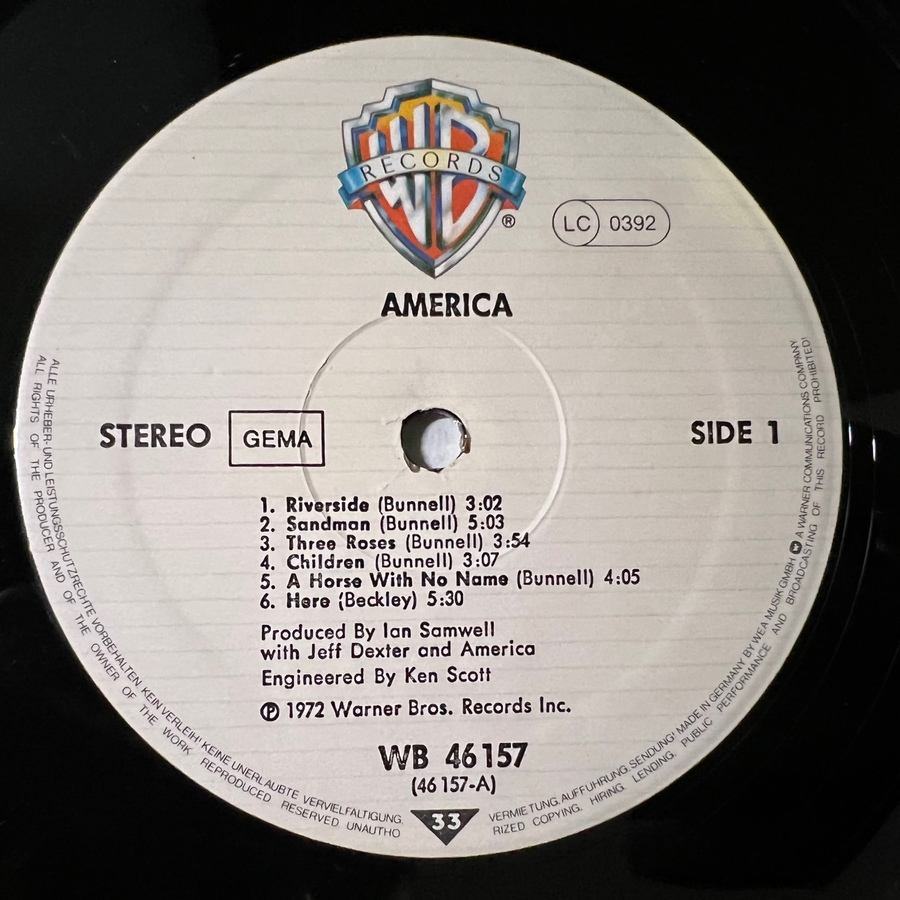 WB
RECORDS
®
LC 0392
AMERICA
STEREO GEMA SIDE 1
1. Riverside (Bunnell) 3:02
2. Sandman (Bunnell) 5:03
3. Three Roses (Bunnell) 3:54
4. Children (Bunnell) 3:07
5. A Horse With No Name (Bunnell) 4:05
6. Here (Beckley) 5:30
Produced By Ian Samwell
with Jeff Dexter and America
Engineered By Ken Scott
℗ 1972 Warner Bros. Records Inc.
WB 46 157
(46 157-A)
33
ALLE URHEBER- UND LEISTUNGSSCHUTZRECHTE VORBEHALTEN. KEIN VERLEIH! KEINE UNERLAUBTE VERVIELFÄLTIGUNG, VERMIETUNG, AUFFÜHRUNG, SENDUNG! MADE IN GERMANY BY WEA MUSIK GMBH A WARNER COMMUNICATIONS COMPANY
ALL RIGHTS OF THE PRODUCER AND OF THE OWNER OF THE WORK REPRODUCED RESERVED UNAUTHORIZED COPYING, HIRING, LENDING, PUBLIC PERFORMANCE AND BROADCASTING OF THIS RECORD PROHIBITED!